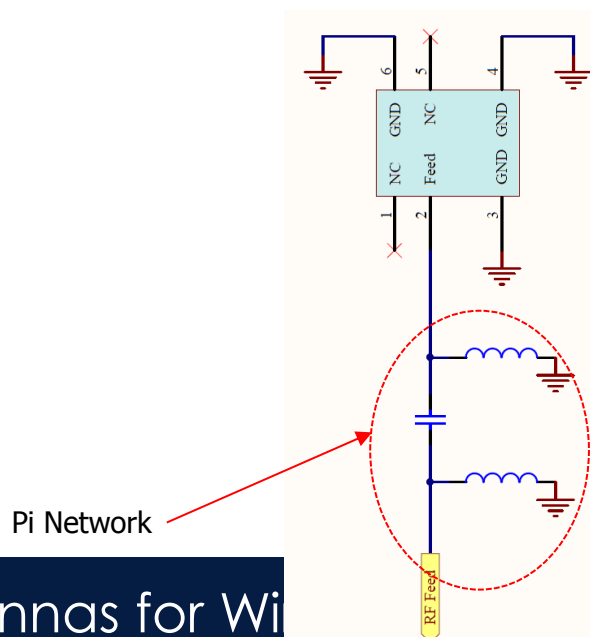 6
5
4
GND
NC
GND
NC
Feed
GND
1
2
3
Pi Network
RF Feed
nnas for Wi